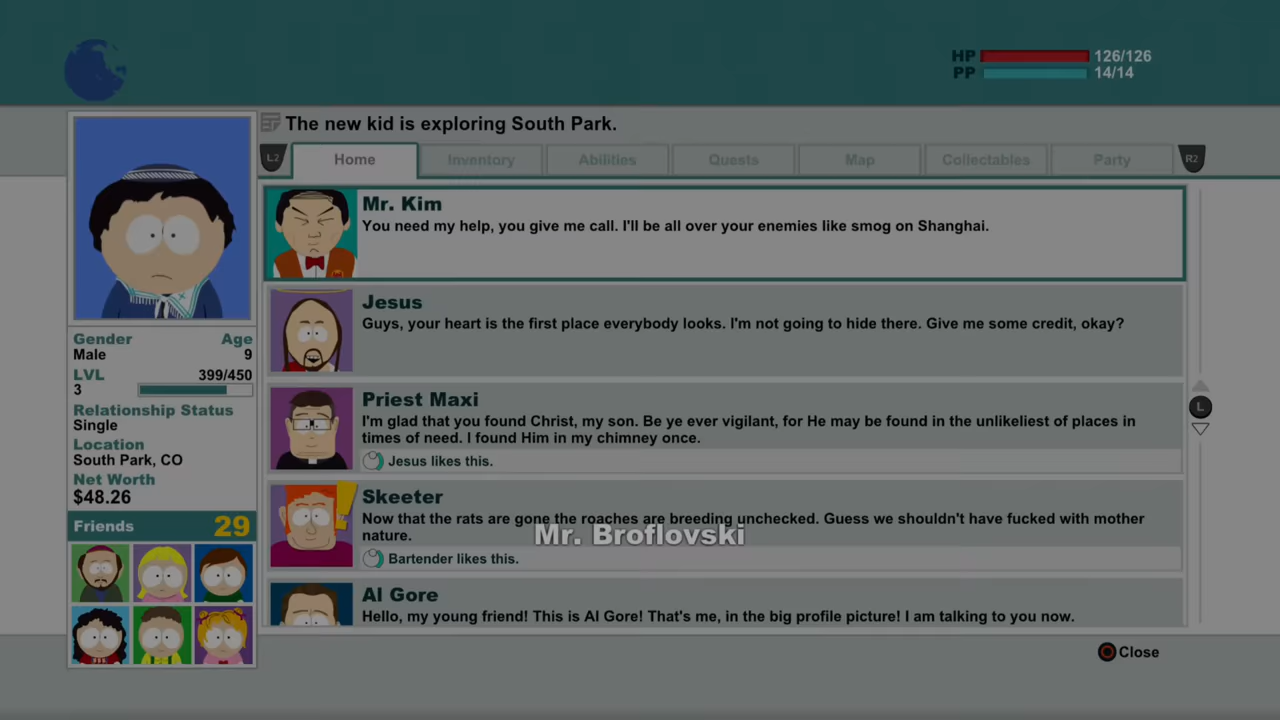 HP 126/126
PP 14/14
The new kid is exploring South Park.
L2 Home Inventory Abilities Quests Map Collectables Party R2
Mr. Kim
You need my help, you give me call. I'll be all over your enemies like smog on Shanghai.
Jesus
Guys, your heart is the first place everybody looks. I'm not going to hide there. Give me some credit, okay?
Gender Age
Male 9
LVL 399/450
3
Relationship Status
Single
Location
South Park, CO
Net Worth
$48.26
Friends 29
Priest Maxi
I'm glad that you found Christ, my son. Be ye ever vigilant, for He may be found in the unlikeliest of places in
times of need. I found Him in my chimney once.
Jesus likes this.
L
Skeeter
Now that the rats are gone the roaches are breeding unchecked. Guess we shouldn't have fucked with mother
nature.
Mr. Broflovski
Bartender likes this.
Al Gore
Hello, my young friend! This is Al Gore! That's me, in the big profile picture! I am talking to you now.
Close